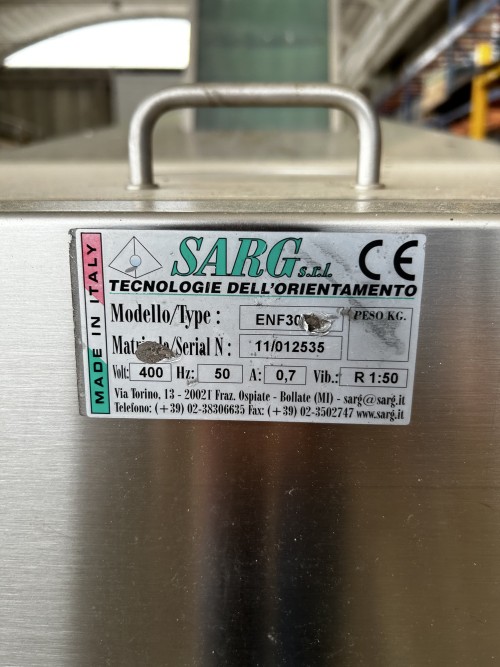 MADE IN ITALY
SARG s.r.l. CE
TECNOLOGIE DELL'ORIENTAMENTO
Modello/Type : ENF30 PESO KG.
/Serial N : 11/012535
Volt: 400 Hz: 50 A: 0,7 Vib.: R 1:50
Via Torino, 13 - 20021 Fraz. Ospiate - Bollate (MI) - sarg@sarg.it
Telefono: (+39) 02-38306635 Fax: (+39) 02-3502747 www.sarg.it